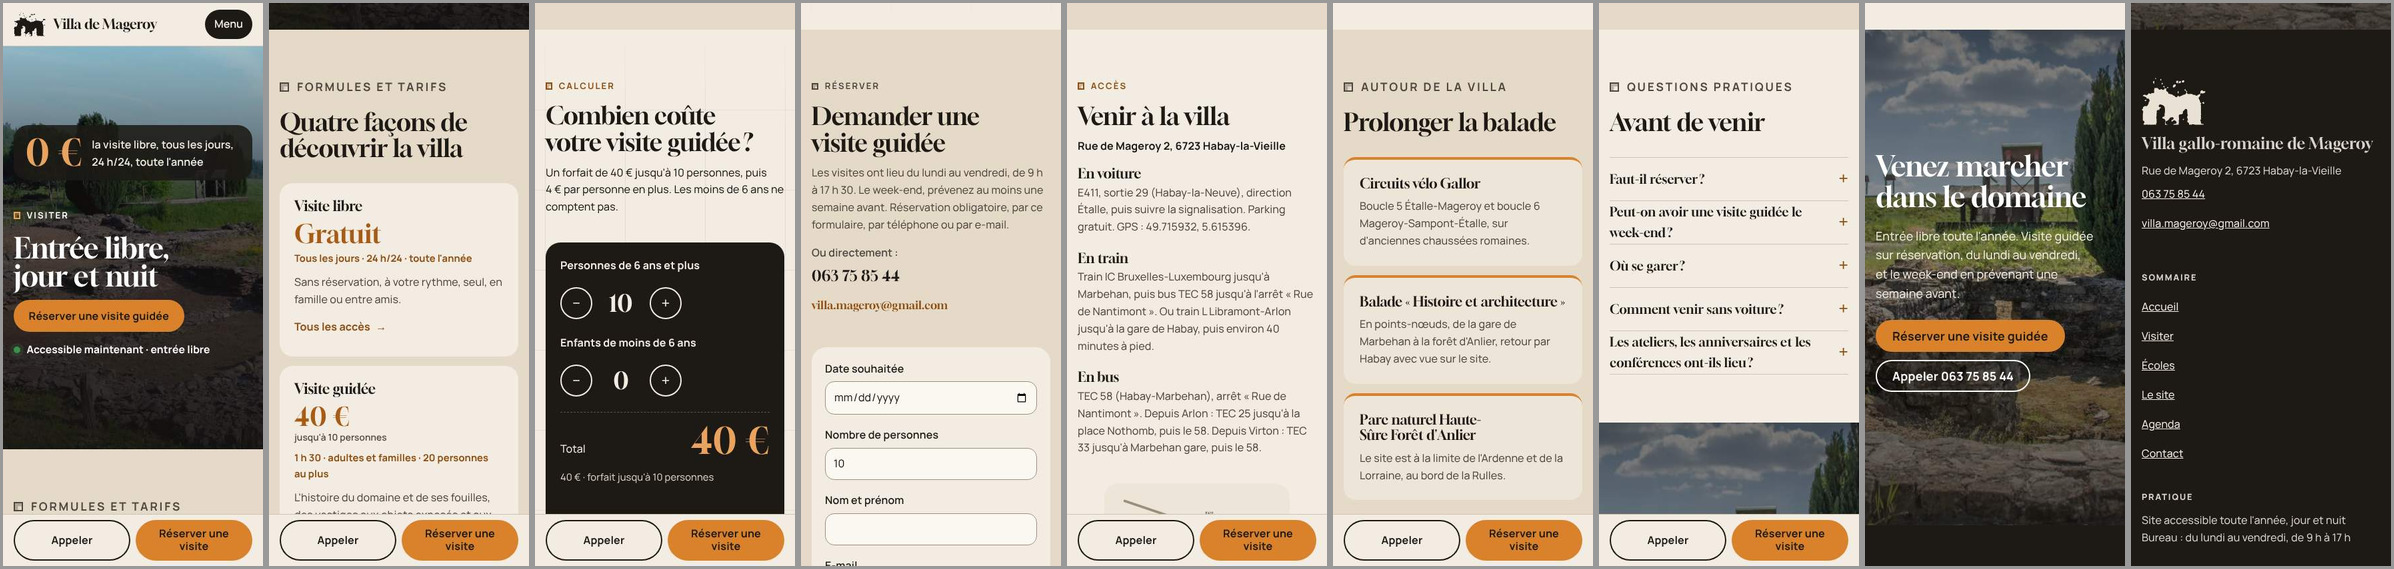 Villa de Mageroy
Menu
0 €
la visite libre, tous les jours,
24 h/24, toute l'année
VISITER
Entrée libre,
jour et nuit
Réserver une visite guidée
Accessible maintenant · entrée libre
FORMULES ET TARIFS
Appeler
Réserver une
visite
FORMULES ET TARIFS
Quatre façons de
découvrir la villa
Visite libre
Gratuit
Tous les jours · 24 h/24 · toute l'année
Sans réservation, à votre rythme, seul, en
famille ou entre amis.
Tous les accès →
Visite guidée
40 €
jusqu'à 10 personnes
1 h 30 · adultes et familles · 20 personnes
au plus
L'histoire du domaine et de ses fouilles,
Appeler
Réserver une
visite
CALCULER
Combien coûte
votre visite guidée ?
Un forfait de 40 € jusqu'à 10 personnes, puis
4 € par personne en plus. Les moins de 6 ans ne
comptent pas.
Personnes de 6 ans et plus
− 10 +
Enfants de moins de 6 ans
− 0 +
Total 40 €
40 € · forfait jusqu'à 10 personnes
Appeler
Réserver une
visite
RÉSERVER
Demander une
visite guidée
Les visites ont lieu du lundi au vendredi, de 9 h
à 17 h 30. Le week-end, prévenez au moins une
semaine avant. Réservation obligatoire, par ce
formulaire, par téléphone ou par e-mail.
Ou directement :
063 75 85 44
villa.mageroy@gmail.com
Date souhaitée
mm/dd/yyyy
Nombre de personnes
10
Nom et prénom
E-mail
ACCÈS
Venir à la villa
Rue de Mageroy 2, 6723 Habay-la-Vieille
En voiture
E411, sortie 29 (Habay-la-Neuve), direction
Étalle, puis suivre la signalisation. Parking
gratuit. GPS : 49.715932, 5.615396.
En train
Train IC Bruxelles-Luxembourg jusqu'à
Marbehan, puis bus TEC 58 jusqu'à l'arrêt « Rue
de Nantimont ». Ou train L Libramont-Arlon
jusqu'à la gare de Habay, puis environ 40
minutes à pied.
En bus
TEC 58 (Habay-Marbehan), arrêt « Rue de
Nantimont ». Depuis Arlon : TEC 25 jusqu'à la
place Nothomb, puis le 58. Depuis Virton : TEC
33 jusqu'à Marbehan gare, puis le 58.
Appeler
Réserver une
visite
AUTOUR DE LA VILLA
Prolonger la balade
Circuits vélo Gallor
Boucle 5 Étalle-Mageroy et boucle 6
Mageroy-Sampont-Étalle, sur
d'anciennes chaussées romaines.
Balade « Histoire et architecture »
En points-nœuds, de la gare de
Marbehan à la forêt d'Anlier, retour par
Habay avec vue sur le site.
Parc naturel Haute-
Sûre Forêt d'Anlier
Le site est à la limite de l'Ardenne et de la
Lorraine, au bord de la Rulles.
Appeler
Réserver une
visite
QUESTIONS PRATIQUES
Avant de venir
Faut-il réserver ? +
Peut-on avoir une visite guidée le
week-end ? +
Où se garer ? +
Comment venir sans voiture ? +
Les ateliers, les anniversaires et les
conférences ont-ils lieu ? +
Appeler
Réserver une
visite
Venez marcher
dans le domaine
Entrée libre toute l'année. Visite guidée
sur réservation, du lundi au vendredi,
et le week-end en prévenant une
semaine avant.
Réserver une visite guidée
Appeler 063 75 85 44
Villa gallo-romaine de Mageroy
Rue de Mageroy 2, 6723 Habay-la-Vieille
063 75 85 44
villa.mageroy@gmail.com
SOMMAIRE
Accueil
Visiter
Écoles
Le site
Agenda
Contact
PRATIQUE
Site accessible toute l'année, jour et nuit
Bureau : du lundi au vendredi, de 9 h à 17 h